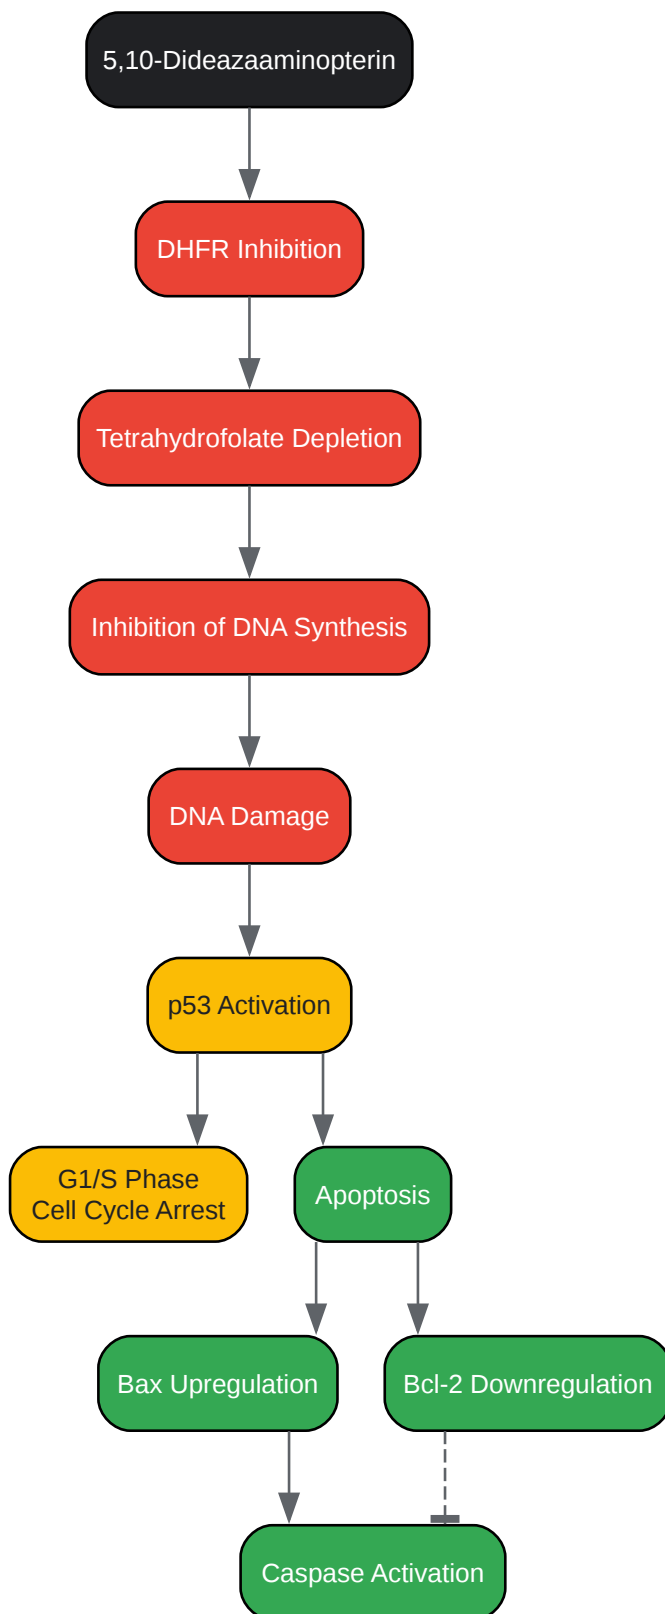 5,10-Dideazaaminopterin
DHFR Inhibition
Tetrahydrofolate Depletion
Inhibition of DNA Synthesis
DNA Damage
p53 Activation
G1/S Phase
Cell Cycle Arrest
Apoptosis
Bax Upregulation
Bcl-2 Downregulation
Caspase Activation